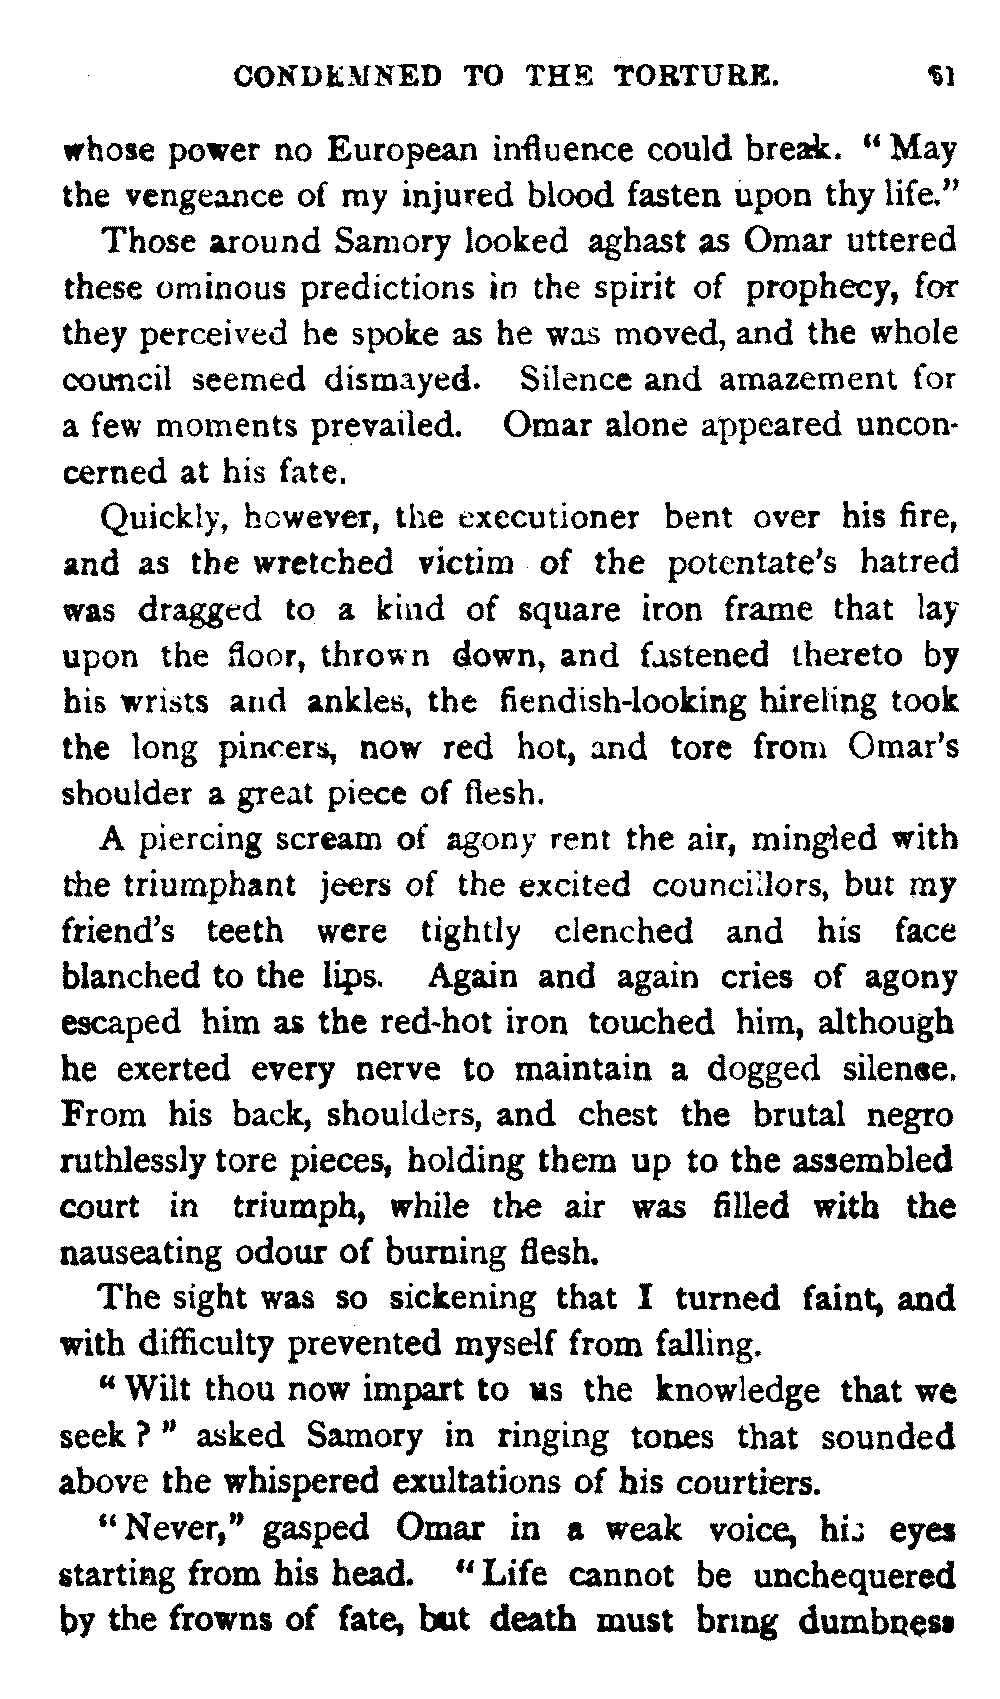 CONDEMNED TO THE TORTURE. 51
whose power no European influence could break. "May
the vengeance of my injured blood fasten upon thy life."
Those around Samory looked aghast as Omar uttered
these ominous predictions in the spirit of prophecy, for
they perceived he spoke as he was moved, and the whole
council seemed dismayed. Silence and amazement for
a few moments prevailed. Omar alone appeared uncon-
cerned at his fate.
Quickly, however, the executioner bent over his fire,
and as the wretched victim of the potentate's hatred
was dragged to a kind of square iron frame that lay
upon the floor, thrown down, and fastened thereto by
his wrists and ankles, the fiendish-looking hireling took
the long pincers, now red hot, and tore from Omar's
shoulder a great piece of flesh.
A piercing scream of agony rent the air, mingled with
the triumphant jeers of the excited councillors, but my
friend's teeth were tightly clenched and his face
blanched to the lips. Again and again cries of agony
escaped him as the red-hot iron touched him, although
he exerted every nerve to maintain a dogged silense.
From his back, shoulders, and chest the brutal negro
ruthlessly tore pieces, holding them up to the assembled
court in triumph, while the air was filled with the
nauseating odour of burning flesh.
The sight was so sickening that I turned faint, and
with difficulty prevented myself from falling.
"Wilt thou now impart to us the knowledge that we
seek?" asked Samory in ringing tones that sounded
above the whispered exultations of his courtiers.
"Never," gasped Omar in a weak voice, his eyes
starting from his head. "Life cannot be unchequered
by the frowns of fate, but death must bring dumbness